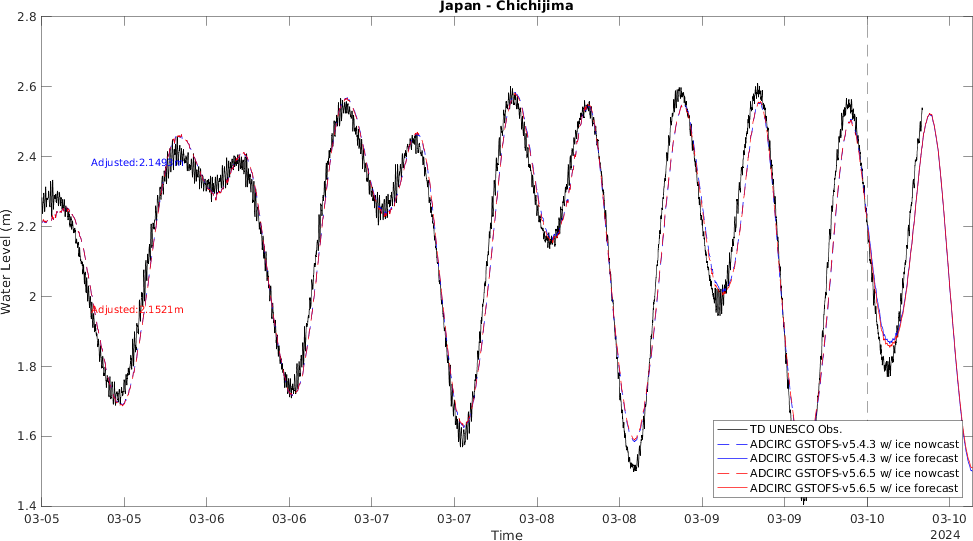 Japan - Chichijima
2.8
2.6
2.4
2.2
2
1.8
1.6
1.4
Water Level (m)
Adjusted:2.1493m
Adjusted:2.1521m
TD UNESCO Obs.
ADCIRC GSTOFS-v5.4.3 w/ ice nowcast
ADCIRC GSTOFS-v5.4.3 w/ ice forecast
ADCIRC GSTOFS-v5.6.5 w/ ice nowcast
ADCIRC GSTOFS-v5.6.5 w/ ice forecast
03-05 03-05 03-06 03-06 03-07 03-07 03-08 03-08 03-09 03-09 03-10 03-10
Time
2024